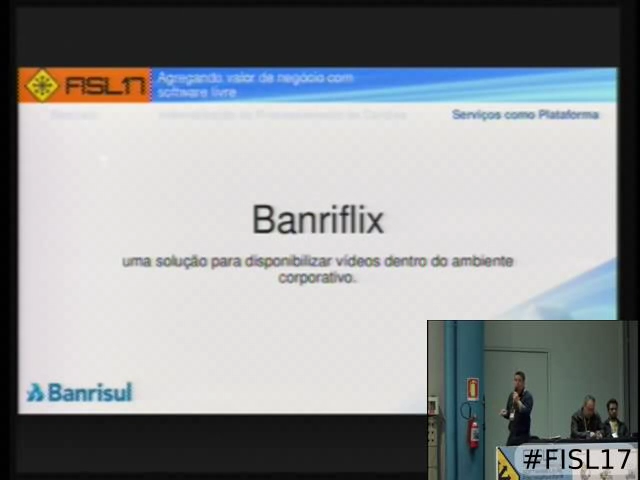 FISL17
Agregando valor de negócio com
software livre
Serviços como Plataforma
Banriflix
uma solução para disponibilizar vídeos dentro do ambiente
corporativo.
Banrisul
#FISL17